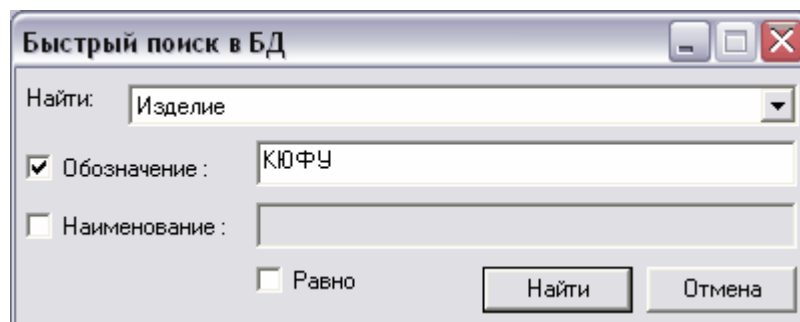 Быстрый поиск в БД
Найти: Изделие
Обозначение : КЮФУ
Наименование :
Равно Найти Отмена